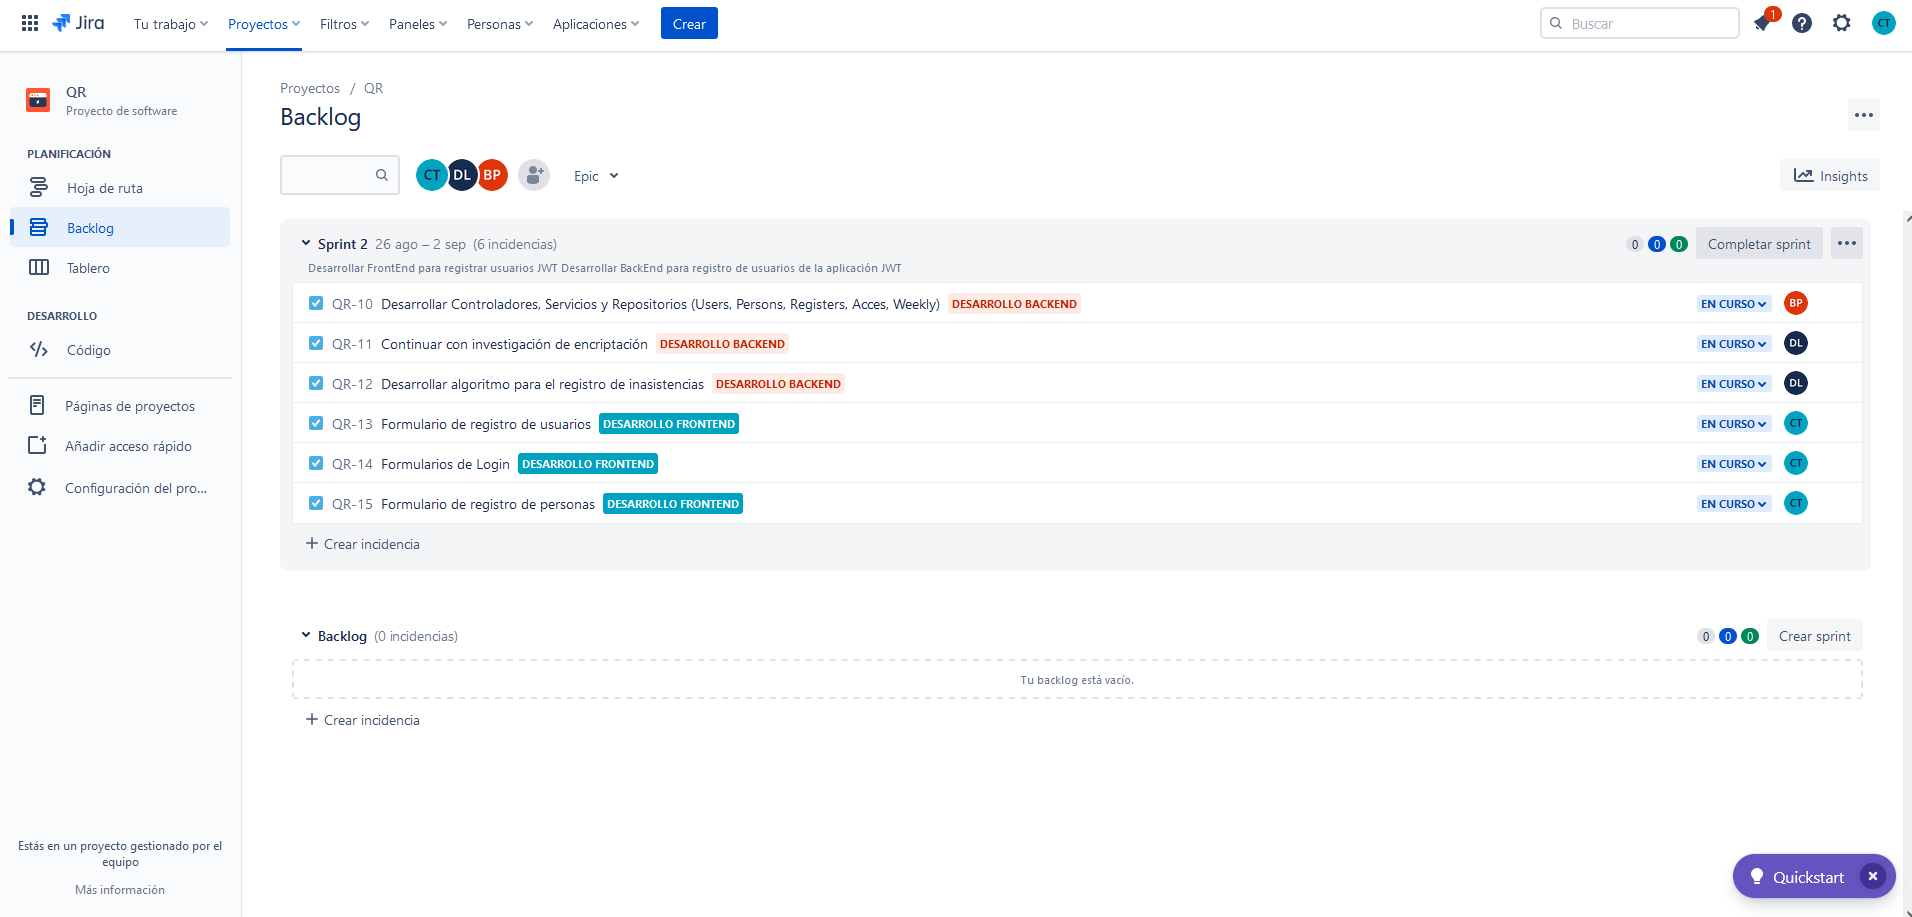 Jira Tu trabajo Proyectos Filtros Paneles Personas Aplicaciones Crear Buscar 1 CT
QR
Proyecto de software
PLANIFICACIÓN
Hoja de ruta
Backlog
Tablero
DESARROLLO
Código
Páginas de proyectos
Añadir acceso rápido
Configuración del pro...
Estás en un proyecto gestionado por el
equipo
Más información
Proyectos / QR
Backlog
CT DL BP Epic Insights
Sprint 2 26 ago – 2 sep (6 incidencias) 0 0 0 Completar sprint
Desarrollar FrontEnd para registrar usuarios JWT Desarrollar BackEnd para registro de usuarios de la aplicación JWT
QR-10 Desarrollar Controladores, Servicios y Repositorios (Users, Persons, Registers, Acces, Weekly) DESARROLLO BACKEND EN CURSO BP
QR-11 Continuar con investigación de encriptación DESARROLLO BACKEND EN CURSO DL
QR-12 Desarrollar algoritmo para el registro de inasistencias DESARROLLO BACKEND EN CURSO DL
QR-13 Formulario de registro de usuarios DESARROLLO FRONTEND EN CURSO CT
QR-14 Formularios de Login DESARROLLO FRONTEND EN CURSO CT
QR-15 Formulario de registro de personas DESARROLLO FRONTEND EN CURSO CT
Crear incidencia
Backlog (0 incidencias) 0 0 0 Crear sprint
Tu backlog está vacío.
Crear incidencia
Quickstart